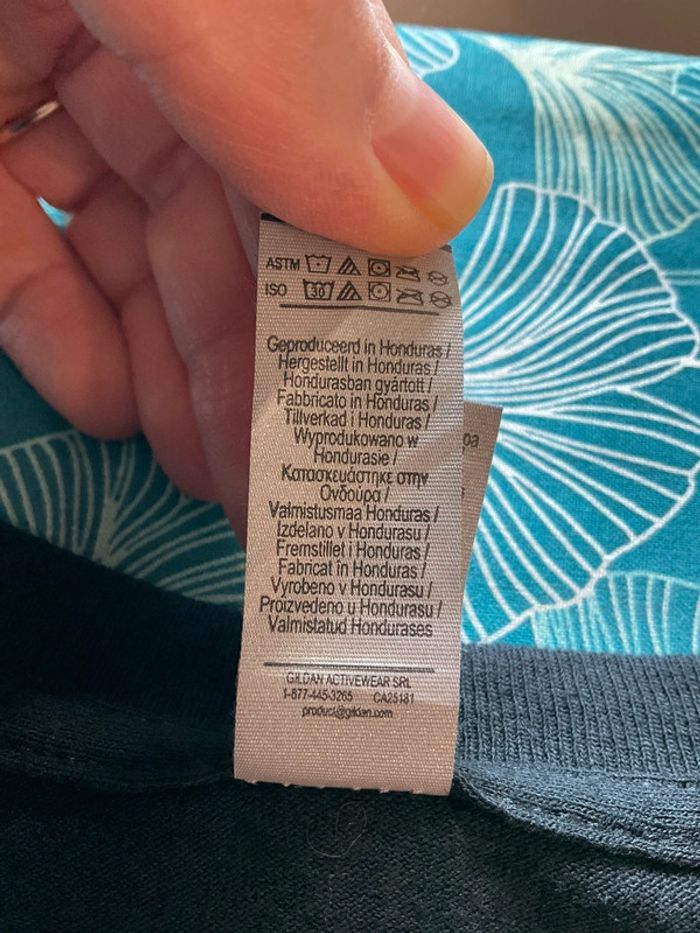 ASTM
ISO 30
Geproduceerd in Honduras /
Hergestellt in Honduras /
Hondurasban gyártott /
Fabbricato in Honduras /
Tillverkad i Honduras /
Wyprodukowano w
Hondurasie /
Κατασκευάστηκε στην
Ονδούρα /
Valmistusmaa Honduras /
Izdelano v Hondurasu /
Fremstillet i Honduras /
Fabricat în Honduras /
Vyrobeno v Hondurasu /
Proizvedeno u Hondurasu /
Valmistatud Hondurases
GILDAN ACTIVEWEAR SRL
1-877-445-3265 CA25181
product@gildan.com